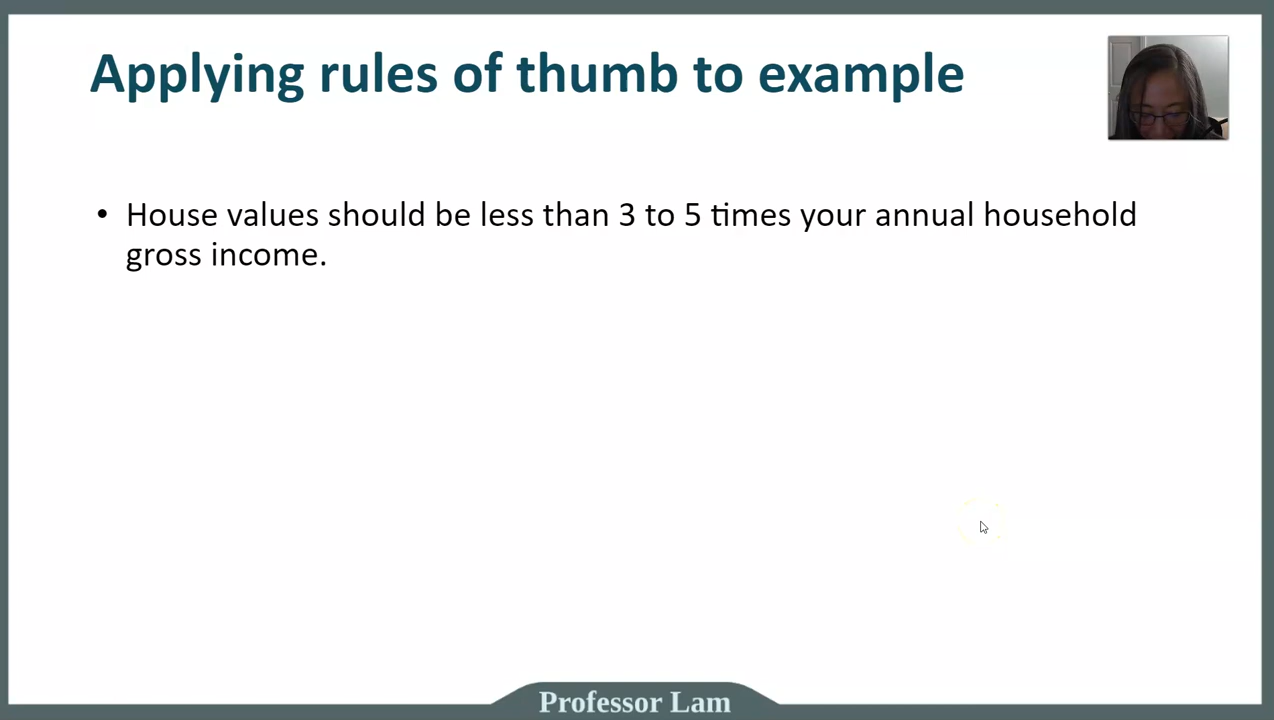 Applying rules of thumb to example
• House values should be less than 3 to 5 times your annual household
gross income.
Professor Lam